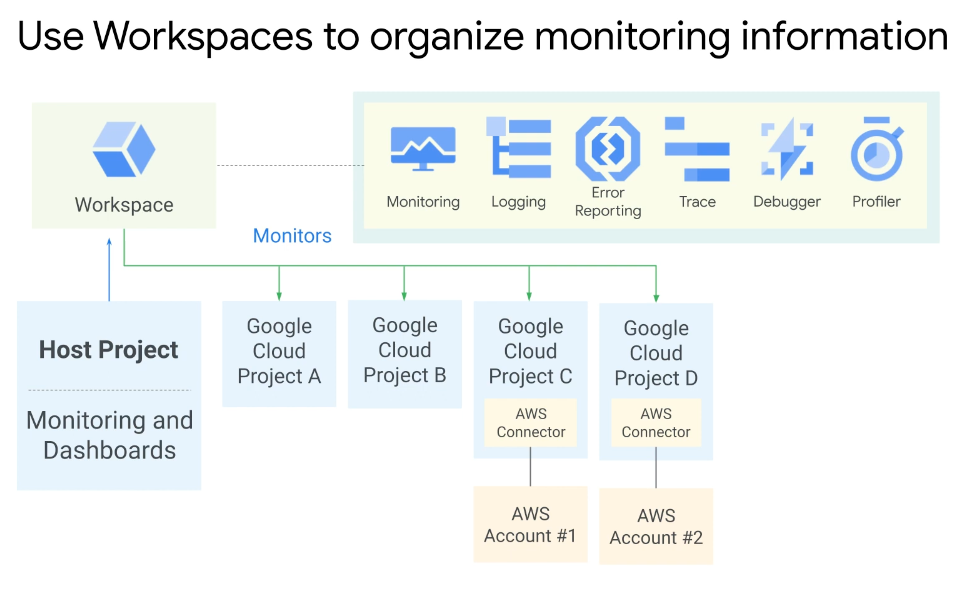 Use Workspaces to organize monitoring information
Workspace
Monitoring
Logging
Error
Reporting
Trace
Debugger
Profiler
Monitors
Host Project
Monitoring and
Dashboards
Google
Cloud
Project A
Google
Cloud
Project B
Google
Cloud
Project C
AWS
Connector
AWS
Account #1
Google
Cloud
Project D
AWS
Connector
AWS
Account #2